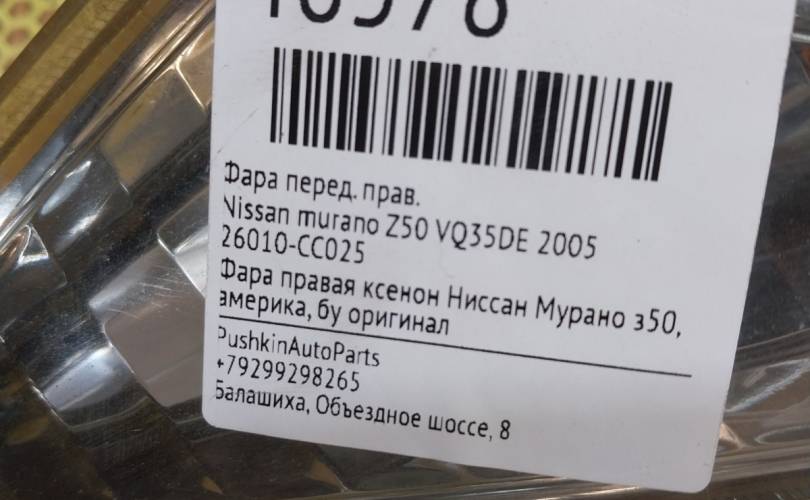 Фара перед. прав.
Nissan murano Z50 VQ35DE 2005
26010-CC025
Фара правая ксенон Ниссан Мурано з50,
америка, бу оригинал
PushkinAutoParts
+79299298265
Балашиха, Объездное шоссе, 8